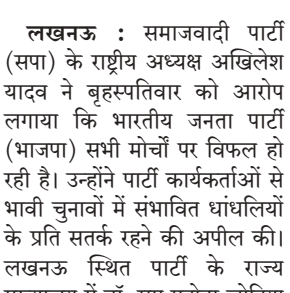 लखनऊ : समाजवादी पार्टी
(सपा) के राष्ट्रीय अध्यक्ष अखिलेश
यादव ने बृहस्पतिवार को आरोप
लगाया कि भारतीय जनता पार्टी
(भाजपा) सभी मोर्चों पर विफल हो
रही है। उन्होंने पार्टी कार्यकर्ताओं से
भावी चुनावों में संभावित धांधलियों
के प्रति सतर्क रहने की अपील की।
लखनऊ स्थित पार्टी के राज्य